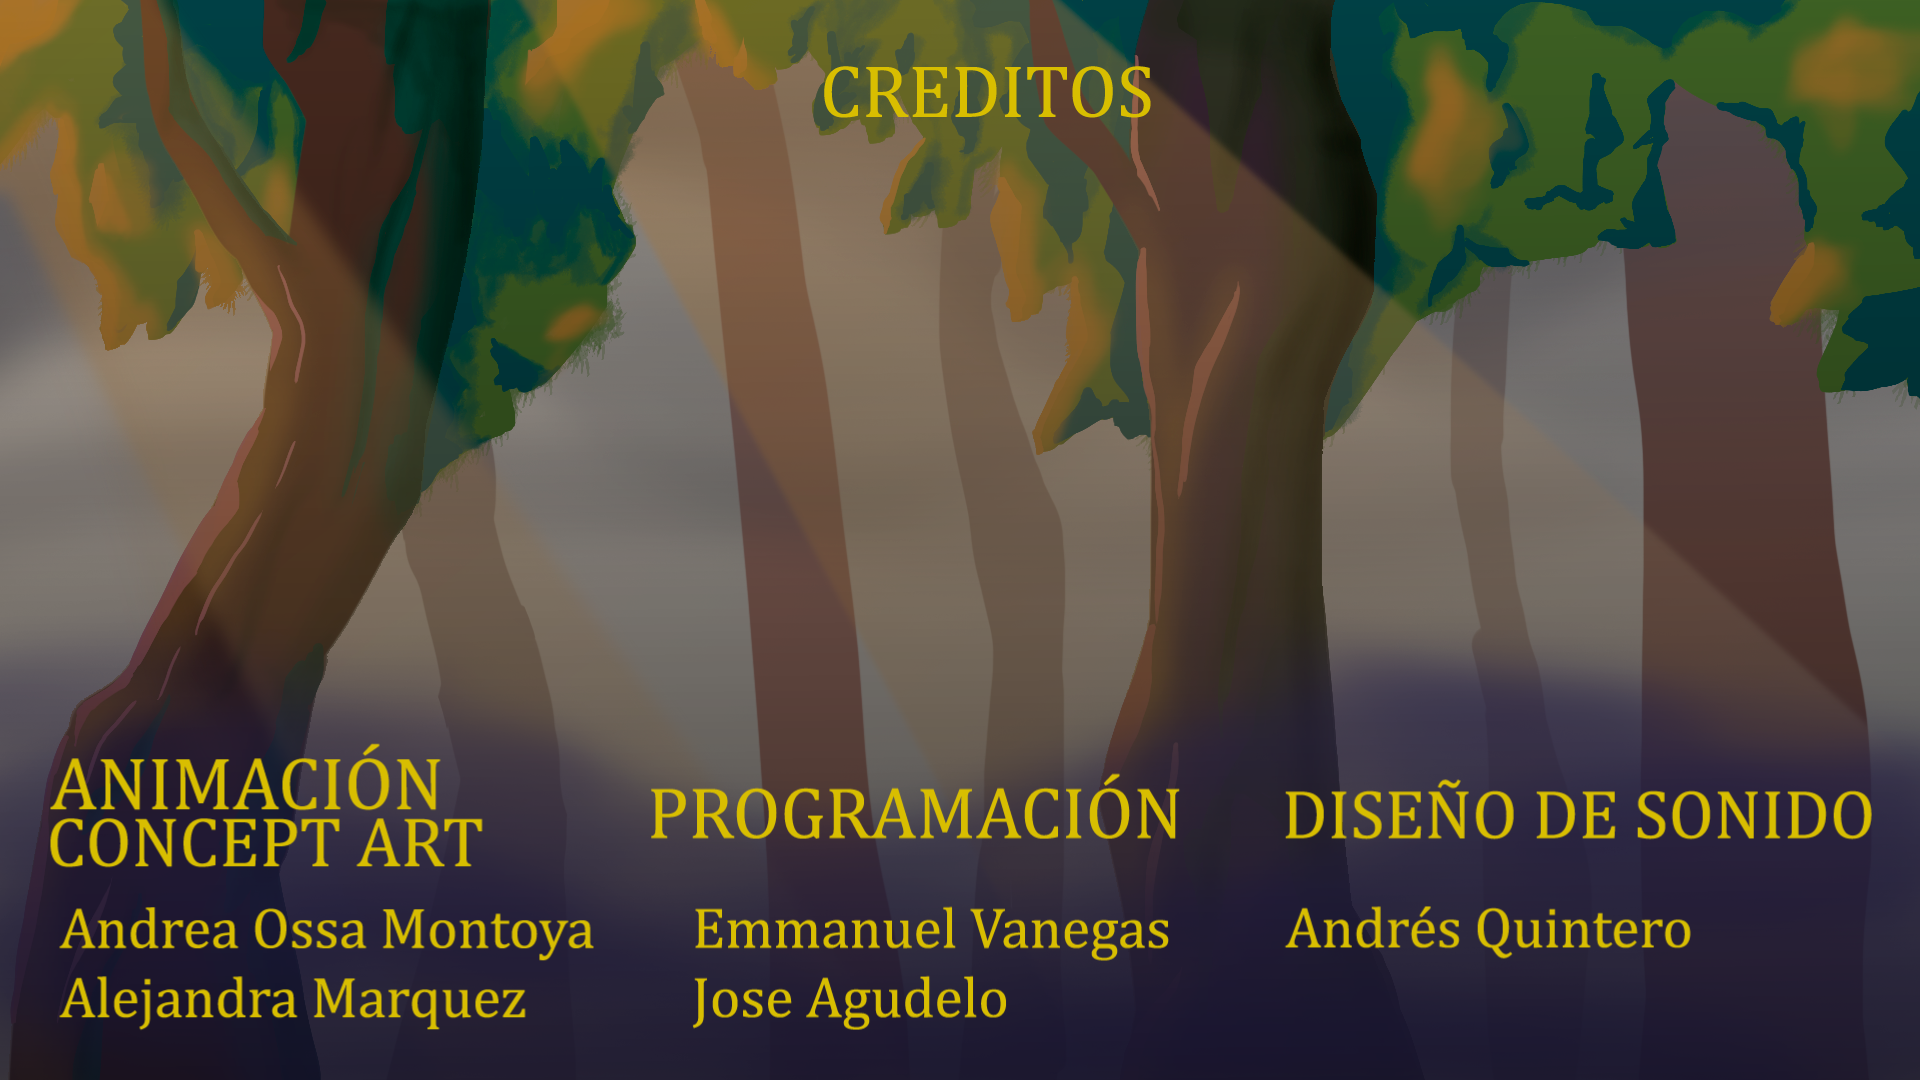 CREDITOS
ANIMACIÓN
CONCEPT ART
Andrea Ossa Montoya
Alejandra Marquez
PROGRAMACIÓN
Emmanuel Vanegas
Jose Agudelo
DISEÑO DE SONIDO
Andrés Quintero